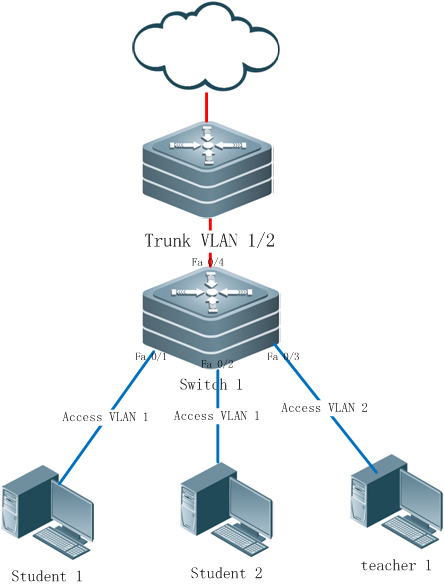 Trunk VLAN 1/2
Fa 0/4
Fa 0/1
Fa 0/2
Fa 0/3
Switch 1
Access VLAN 1
Access VLAN 1
Access VLAN 2
Student 1
Student 2
teacher 1